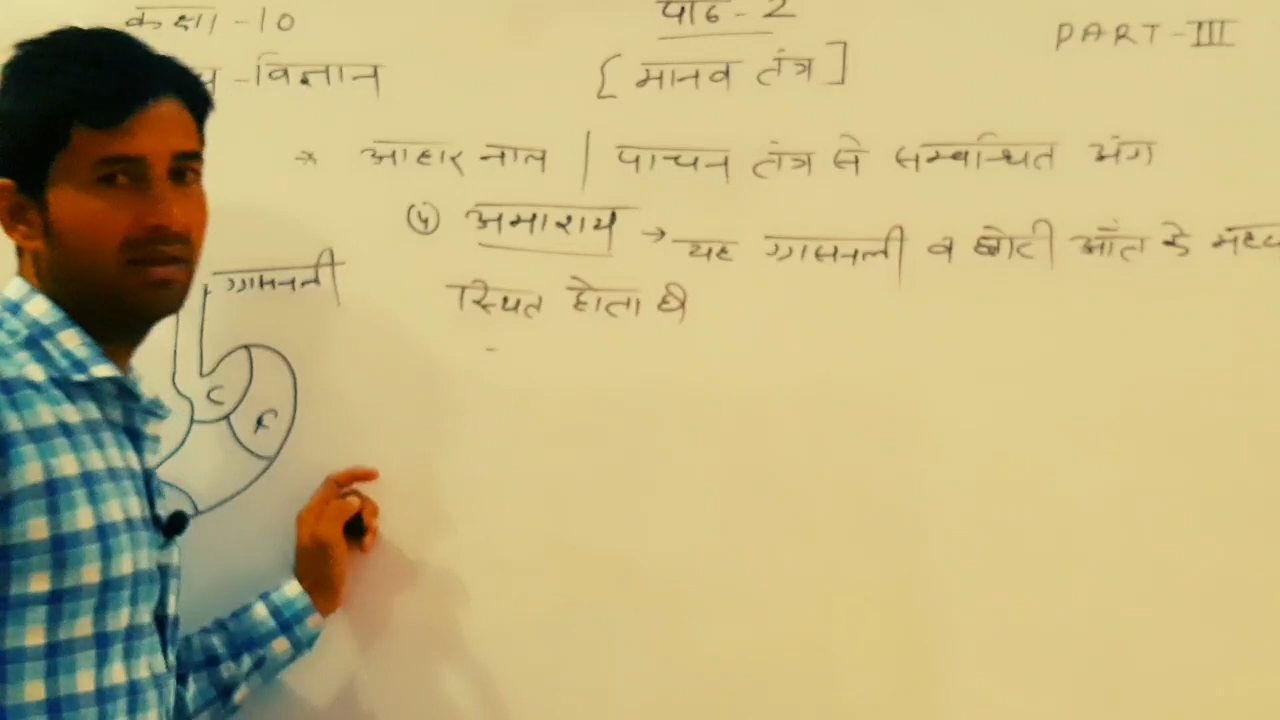 कक्षा - 10
पाठ - 2
PART - III
- विज्ञान
[मानव तंत्र]
* आहार नाल | पाचन तंत्र से सम्बन्धित अंग
(4) अमाशय → यह ग्रासनली व छोटी आँत के मध्य
स्थित होता है
ग्रासनली
C
F